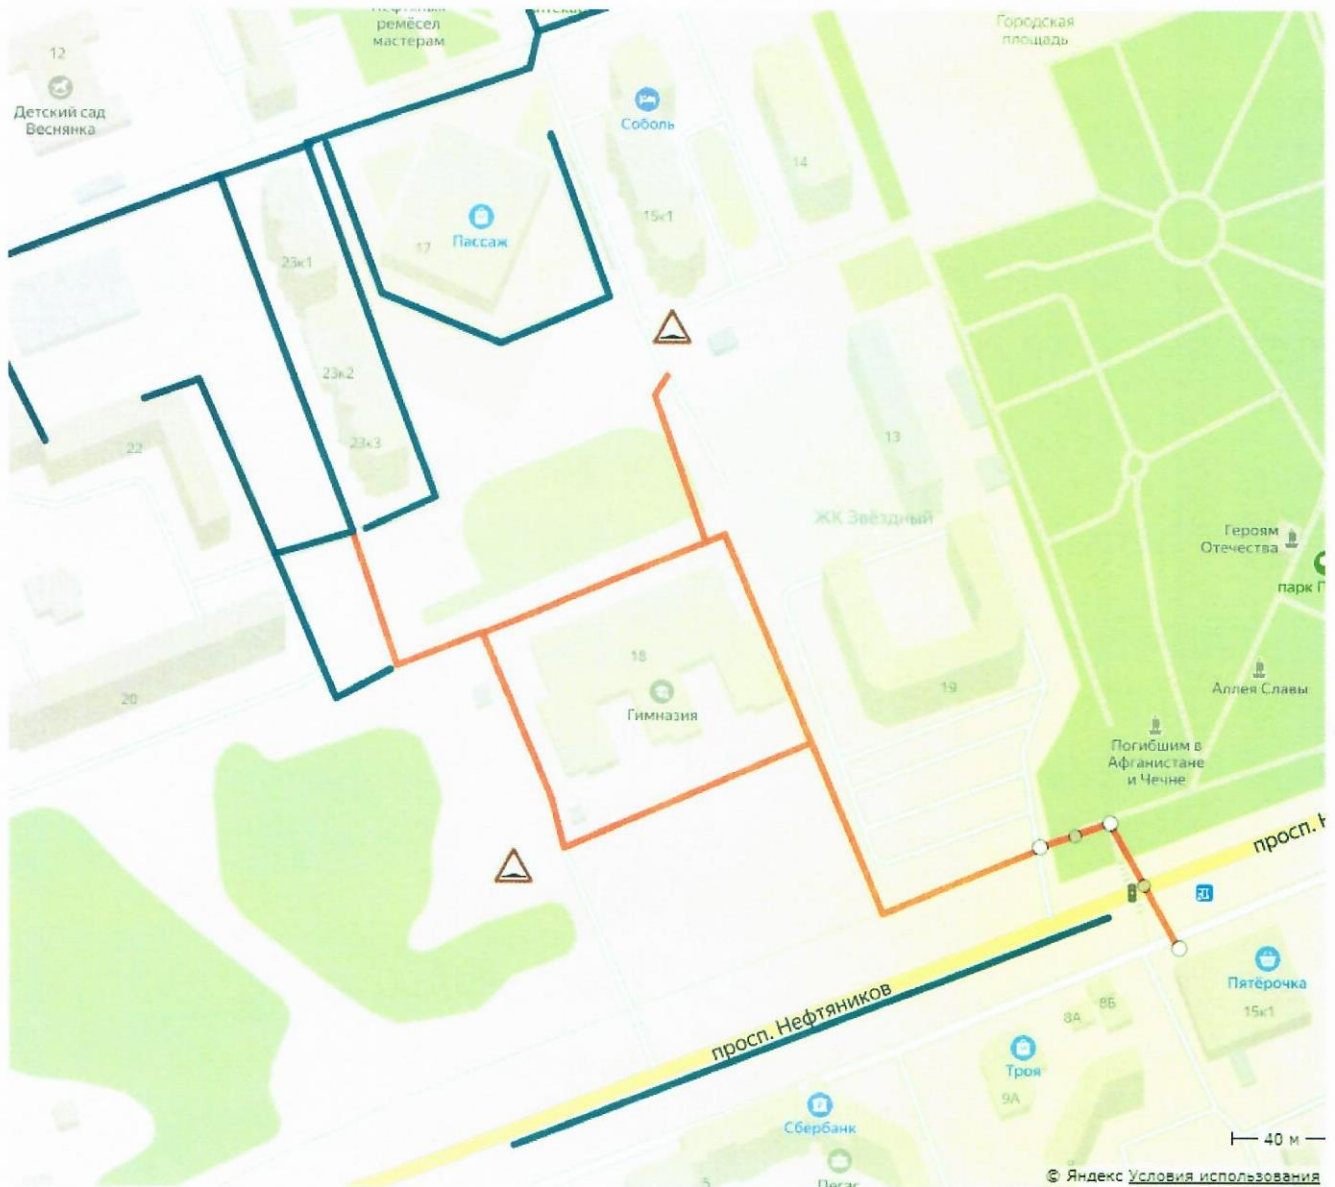 ремёсел
мастерам
Городская
площадь
12
Детский сад
Веснянка
Соболь
14
15к1
17
Пассаж
23к1
23к2
23к3
22
13
ЖК Звёздный
Героям
Отечества
парк П
20
18
Гимназия
19
Аллея Славы
Погибшим в
Афганистане
и Чечне
просп. Н
просп. Нефтяников
Пятёрочка
15к1
8А
8Б
Троя
9А
Сбербанк
5
Пегас
40 м
© Яндекс Условия использования